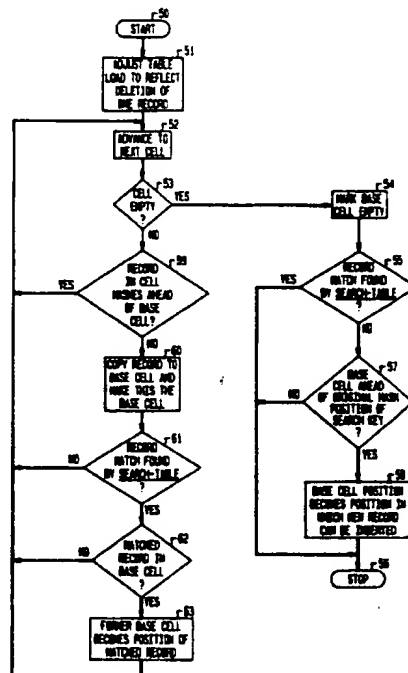 50
START
51
ADJUST TABLE
LOAD TO REFLECT
DELETION OF
ONE RECORD
52
ADVANCE TO
NEXT CELL
53
CELL
EMPTY
?
YES
NO
54
MARK BASE
CELL EMPTY
55
RECORD
MATCH FOUND
BY SEARCH-TABLE
?
YES
NO
57
BASE
CELL AHEAD
OF ORIGINAL HASH
POSITION OF
SEARCH KEY
?
NO
YES
58
BASE CELL POSITION
BECOMES POSITION IN
WHICH NEW RECORD
CAN BE INSERTED
56
STOP
59
RECORD
IN CELL
HASHES AHEAD
OF BASE
CELL?
YES
NO
60
COPY RECORD TO
BASE CELL AND
MAKE THIS THE
BASE CELL
61
RECORD
MATCH FOUND
BY SEARCH-TABLE
?
NO
YES
62
MATCHED
RECORD IN
BASE CELL
?
NO
YES
63
FORMER BASE CELL
BECOMES POSITION OF
MATCHED RECORD